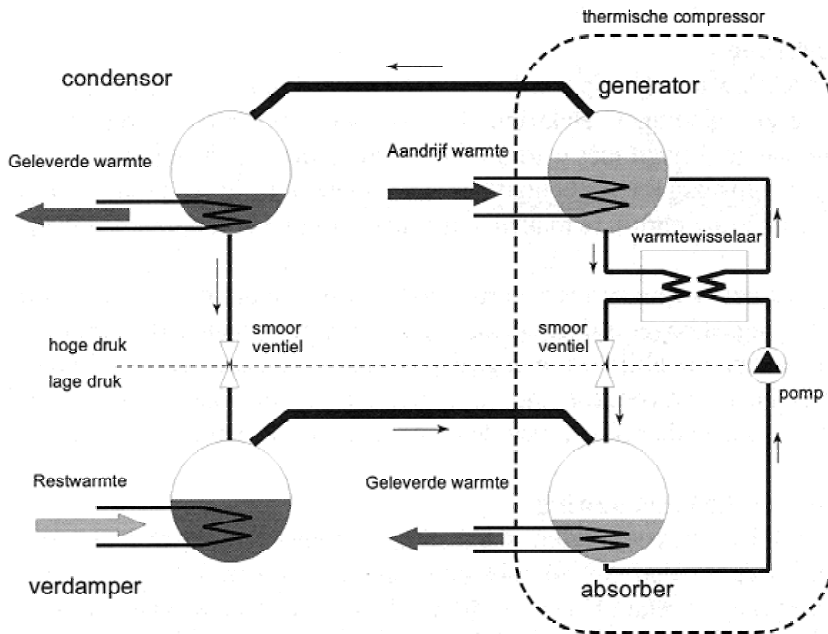 thermische compressor
condensor
generator
Geleverde warmte
Aandrijf warmte
warmtewisselaar
smoor
ventiel
smoor
ventiel
hoge druk
lage druk
pomp
Restwarmte
Geleverde warmte
verdamper
absorber